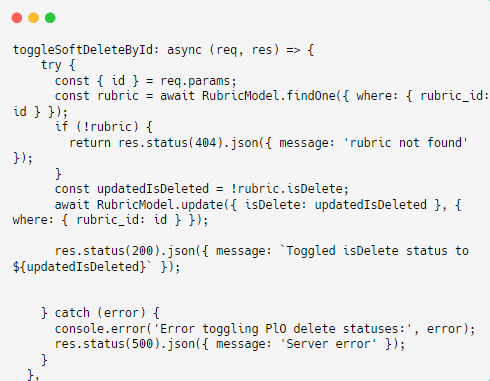 toggleSoftDeleteById: async (req, res) => {
    try {
      const { id } = req.params;
      const rubric = await RubricModel.findOne({ where: { rubric_id:
id } });
      if (!rubric) {
        return res.status(404).json({ message: 'rubric not found'
});
      }
      const updatedIsDeleted = !rubric.isDelete;
      await RubricModel.update({ isDelete: updatedIsDeleted }, {
where: { rubric_id: id } });

      res.status(200).json({ message: `Toggled isDelete status to
${updatedIsDeleted}` });


    } catch (error) {
      console.error('Error toggling PlO delete statuses:', error);
      res.status(500).json({ message: 'Server error' });
    }
  },